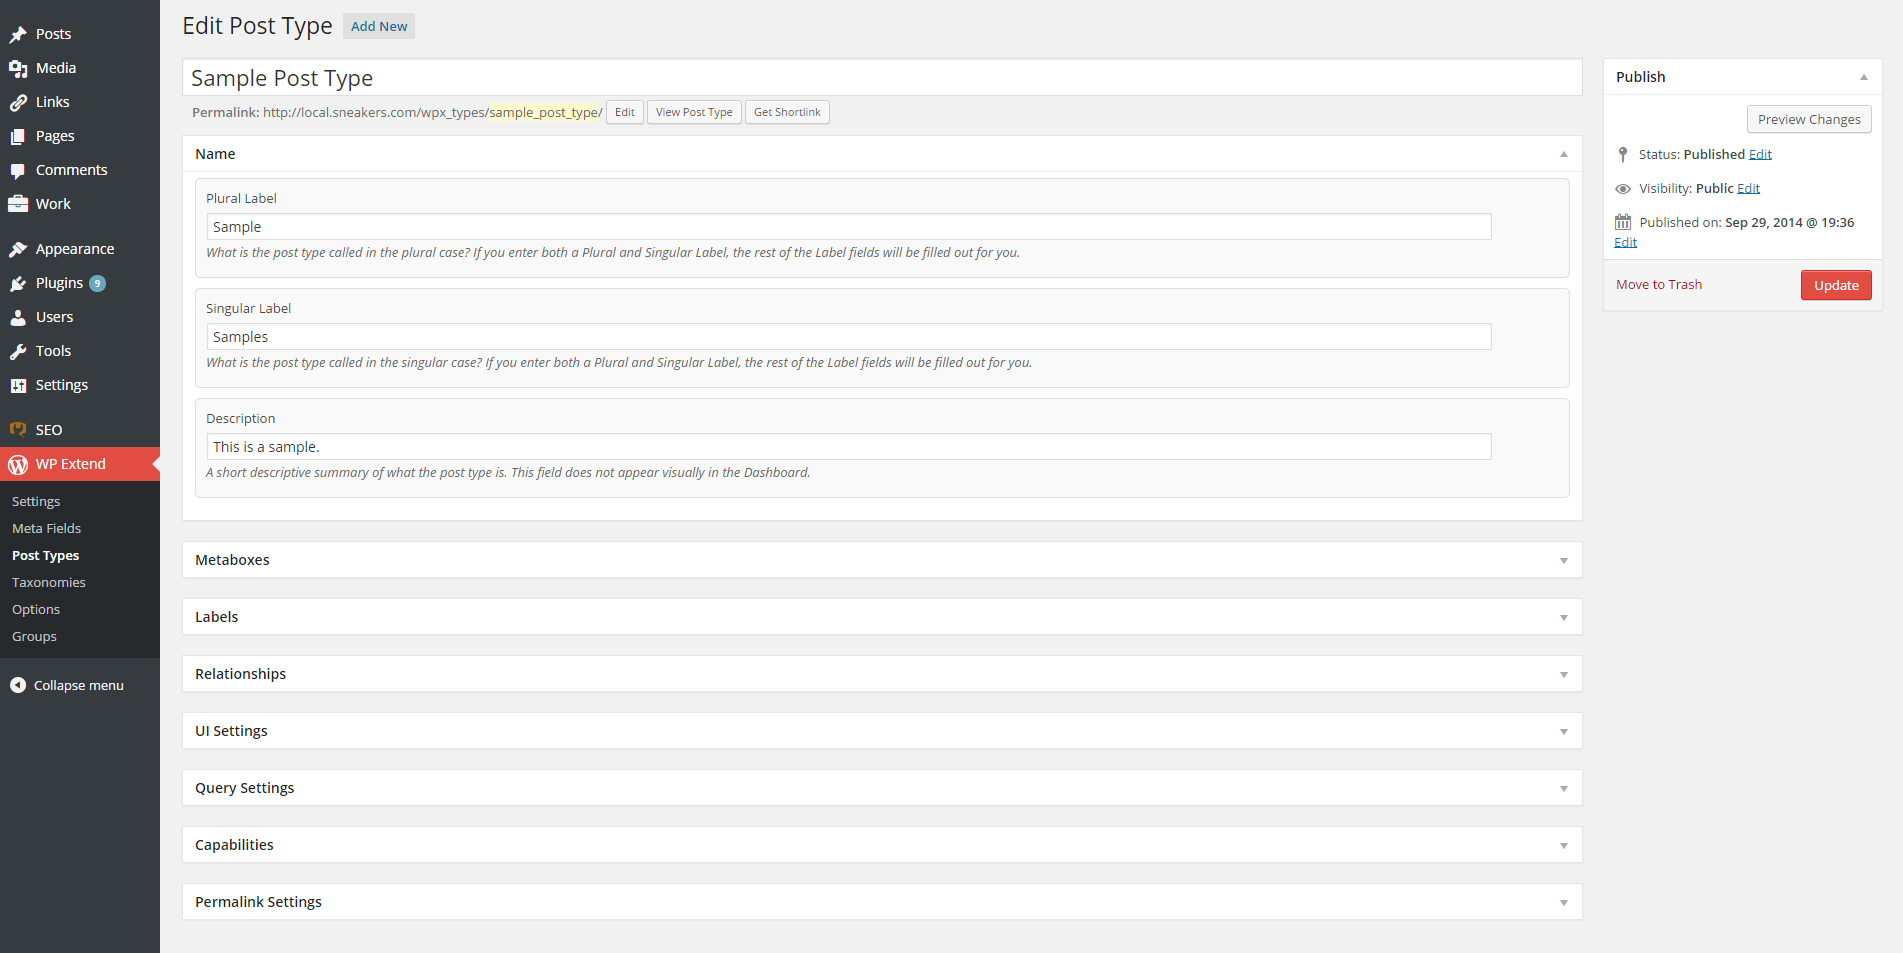 Posts
Media
Links
Pages
Comments
Work
Appearance
Plugins 9
Users
Tools
Settings
SEO
WP Extend
Settings
Meta Fields
Post Types
Taxonomies
Options
Groups
Collapse menu
Edit Post Type Add New
Sample Post Type
Permalink: http://local.sneakers.com/wpx_types/sample_post_type/ Edit View Post Type Get Shortlink
Name
Plural Label
Sample
What is the post type called in the plural case? If you enter both a Plural and Singular Label, the rest of the Label fields will be filled out for you.
Singular Label
Samples
What is the post type called in the singular case? If you enter both a Plural and Singular Label, the rest of the Label fields will be filled out for you.
Description
This is a sample.
A short descriptive summary of what the post type is. This field does not appear visually in the Dashboard.
Metaboxes
Labels
Relationships
UI Settings
Query Settings
Capabilities
Permalink Settings
Publish
Preview Changes
Status: Published Edit
Visibility: Public Edit
Published on: Sep 29, 2014 @ 19:36
Edit
Move to Trash Update